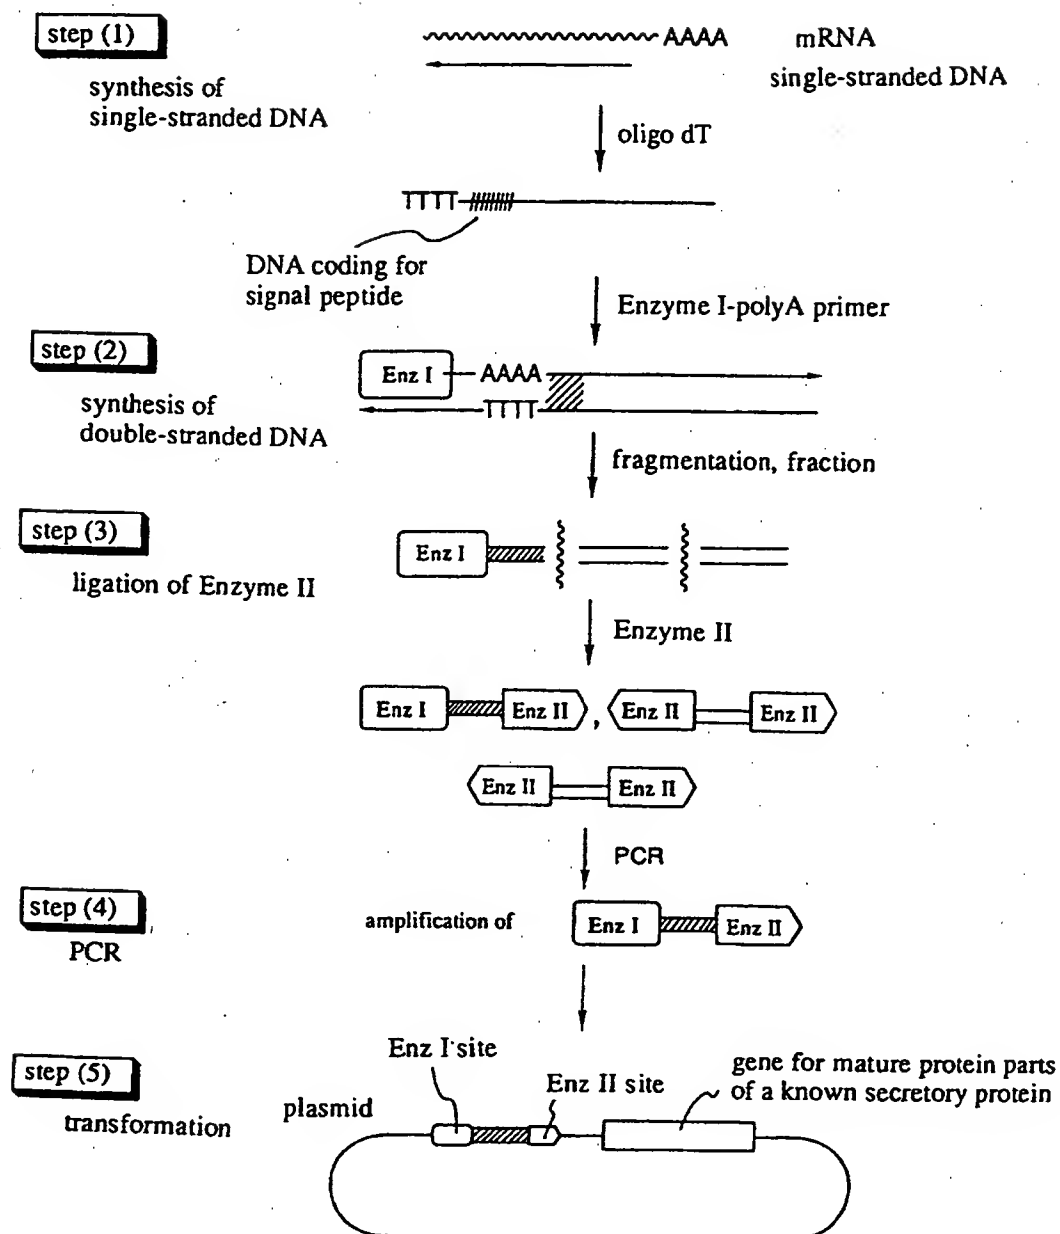 step (1)
AAAA mRNA
single-stranded DNA
synthesis of
single-stranded DNA
oligo dT
TTTT
DNA coding for
signal peptide
Enzyme I-polyA primer
step (2)
Enz I AAAA
TTTT
synthesis of
double-stranded DNA
fragmentation, fraction
step (3)
Enz I
ligation of Enzyme II
Enzyme II
Enz I Enz II , Enz II Enz II
Enz II Enz II
PCR
step (4)
amplification of Enz I Enz II
PCR
Enz I site
gene for mature protein parts
of a known secretory protein
step (5)
Enz II site
plasmid
transformation